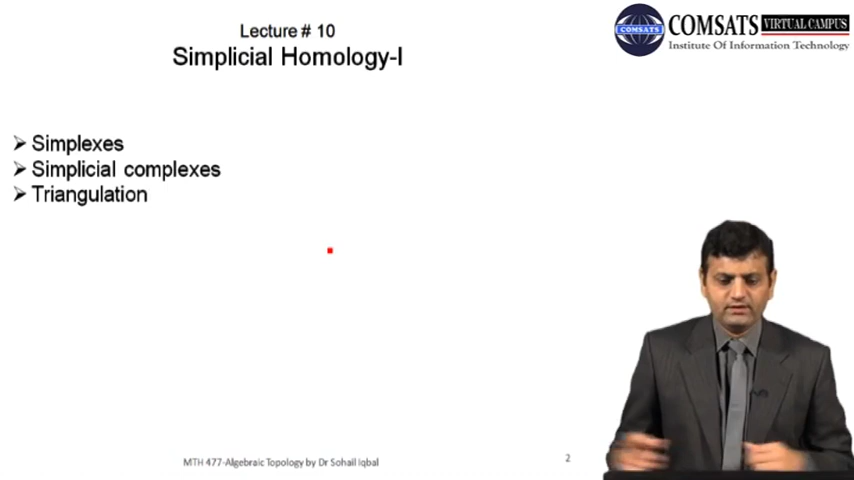 Lecture # 10
Simplicial Homology-I
COMSATS VIRTUAL CAMPUS
COMSATS
Institute Of Information Technology
➢ Simplexes
➢ Simplicial complexes
➢ Triangulation
MTH 477-Algebraic Topology by Dr Sohail Iqbal
2